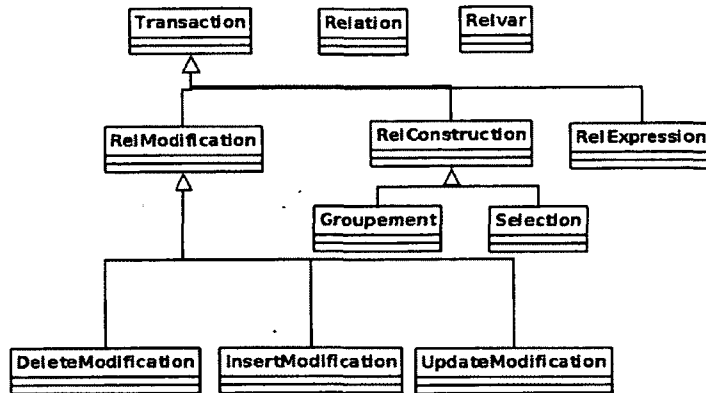 Transaction
Relation
Relvar
RelModification
RelConstruction
RelExpression
Groupement
Selection
DeleteModification
InsertModification
UpdateModification